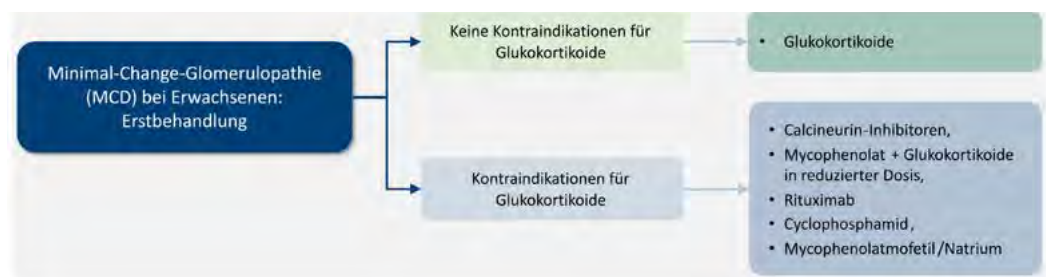 Minimal-Change-Glomerulopathie
(MCD) bei Erwachsenen:
Erstbehandlung
Keine Kontraindikationen für
Glukokortikoide
• Glukokortikoide
Kontraindikationen für
Glukokortikoide
• Calcineurin-Inhibitoren,
• Mycophenolat + Glukokortikoide
in reduzierter Dosis,
• Rituximab
• Cyclophosphamid,
• Mycophenolatmofetil/Natrium